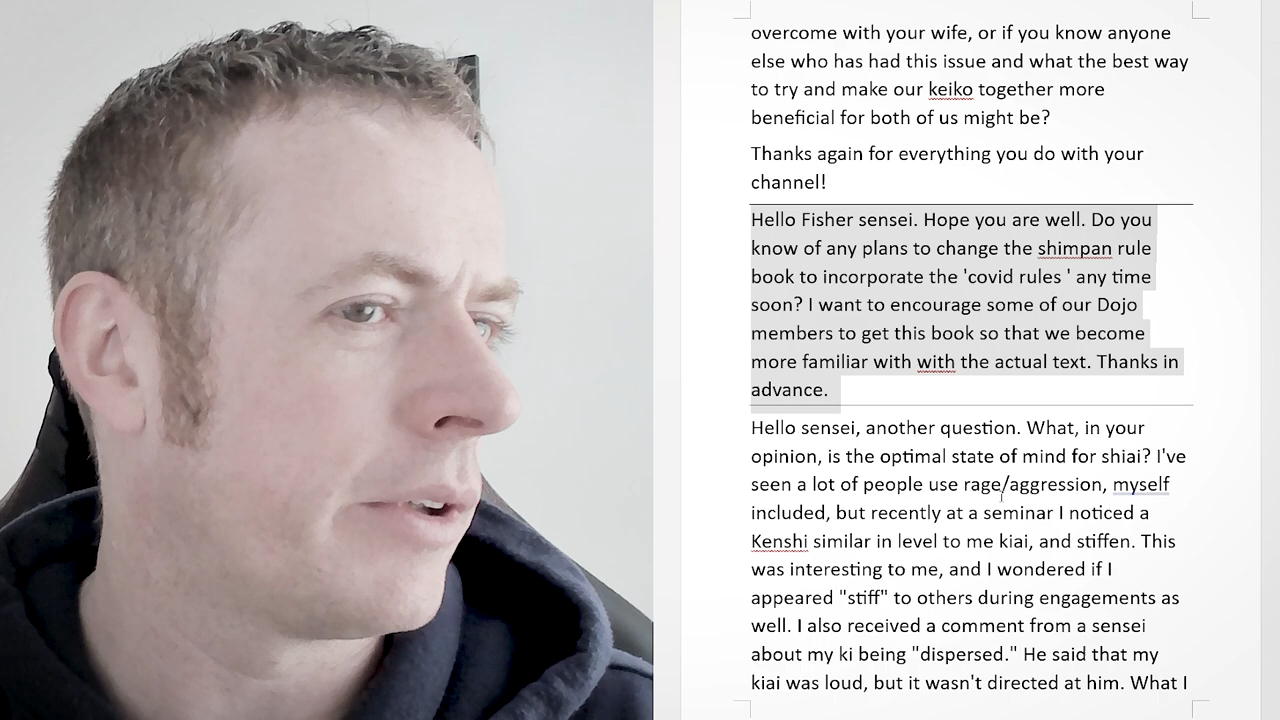 overcome with your wife, or if you know anyone
else who has had this issue and what the best way
to try and make our keiko together more
beneficial for both of us might be?
Thanks again for everything you do with your
channel!
Hello Fisher sensei. Hope you are well. Do you
know of any plans to change the shimpan rule
book to incorporate the 'covid rules ' any time
soon? I want to encourage some of our Dojo
members to get this book so that we become
more familiar with with the actual text. Thanks in
advance.
Hello sensei, another question. What, in your
opinion, is the optimal state of mind for shiai? I've
seen a lot of people use rage/aggression, myself
included, but recently at a seminar I noticed a
Kenshi similar in level to me kiai, and stiffen. This
was interesting to me, and I wondered if I
appeared "stiff" to others during engagements as
well. I also received a comment from a sensei
about my ki being "dispersed." He said that my
kiai was loud, but it wasn't directed at him. What I